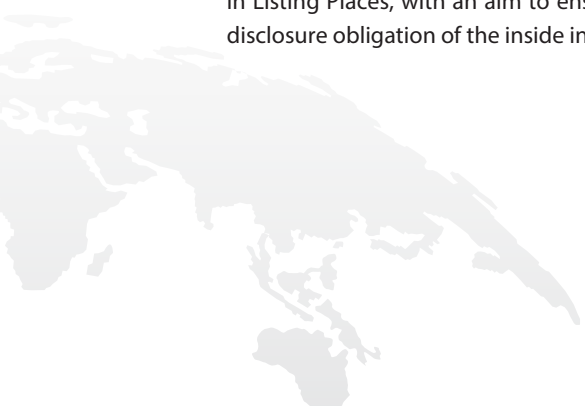 in Listing Places, with an aim to ens
disclosure obligation of the inside in